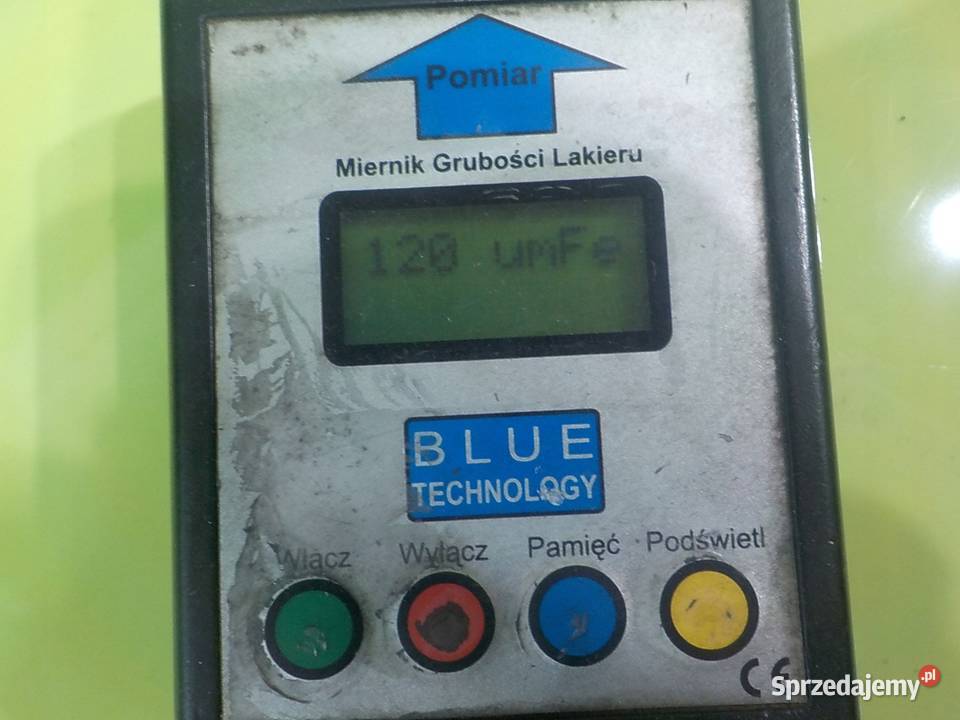 Pomiar
Miernik Grubości Lakieru
120 umFe
BLUE
TECHNOLOGY
Włącz Wyłącz Pamięć Podświetl
CE
Sprzedajemy.pl